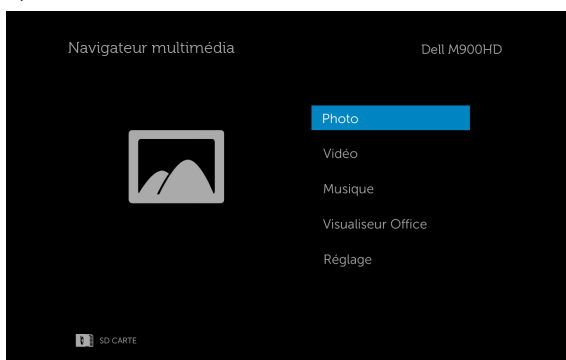 Navigateur multimédia
Dell M900HD
Photo
Vidéo
Musique
Visualiseur Office
Réglage
SD CARTE